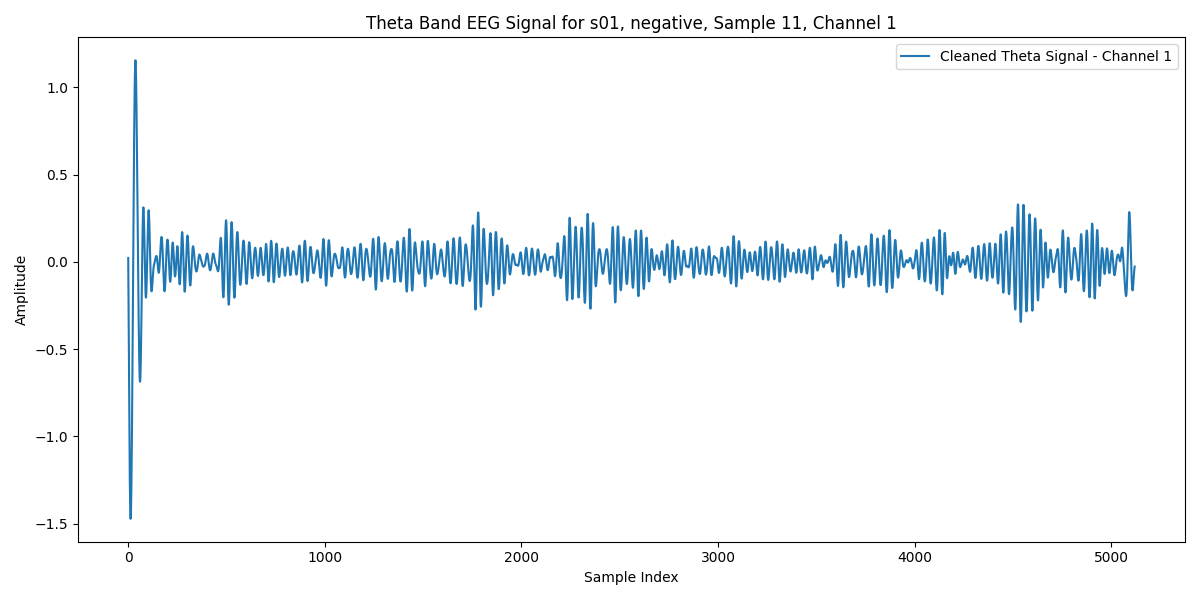 Theta Band EEG Signal for s01, negative, Sample 11, Channel 1
Cleaned Theta Signal - Channel 1
Amplitude
1.0
0.5
0.0
−0.5
−1.0
−1.5
0 1000 2000 3000 4000 5000
Sample Index